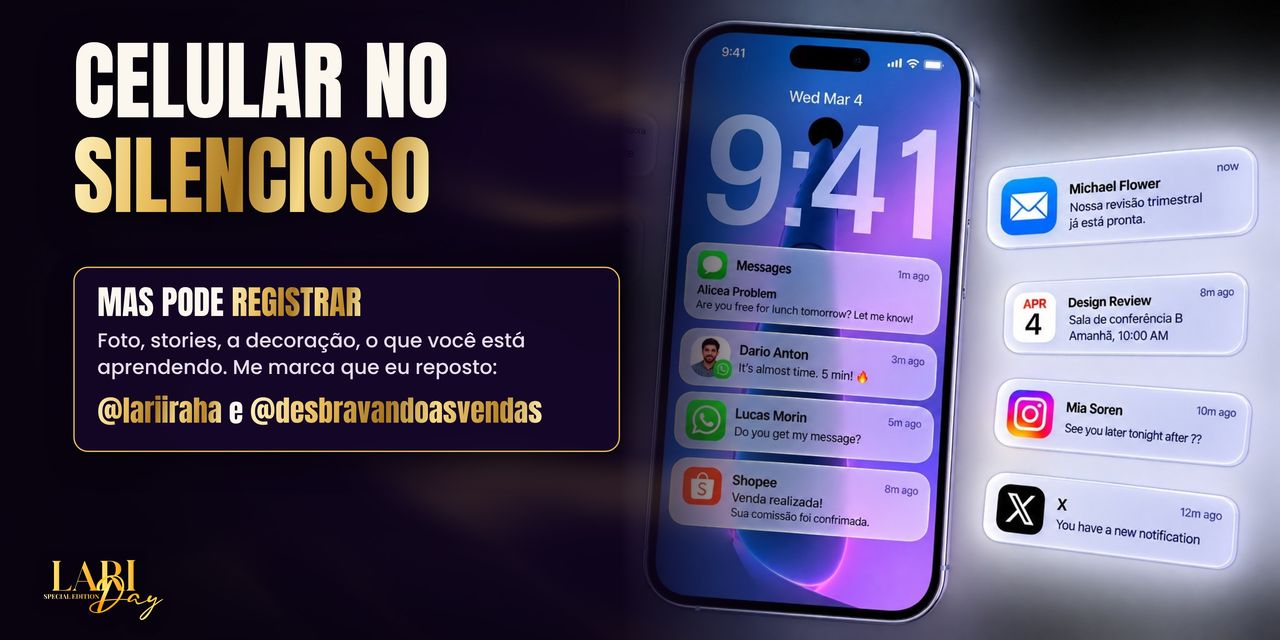 CELULAR NO
SILENCIOSO
MAS PODE REGISTRAR
Foto, stories, a decoração, o que você está
aprendendo. Me marca que eu reposto:
@lariiraha e @desbravandoasvendas
LARI
SPECIAL EDITION
Day
9:41
Wed Mar 4
9:41
Messages
1m ago
Alicea Problem
Are you free for lunch tomorrow? Let me know!
Dario Anton
3m ago
It's almost time. 5 min! 🔥
Lucas Morin
5m ago
Do you get my message?
Shopee
8m ago
Venda realizada!
Sua comissão foi confrimada.
Michael Flower
now
Nossa revisão trimestral
já está pronta.
APR
4
Design Review
8m ago
Sala de conferência B
Amanhã, 10:00 AM
Mia Soren
10m ago
See you later tonight after ??
X
12m ago
You have a new notification